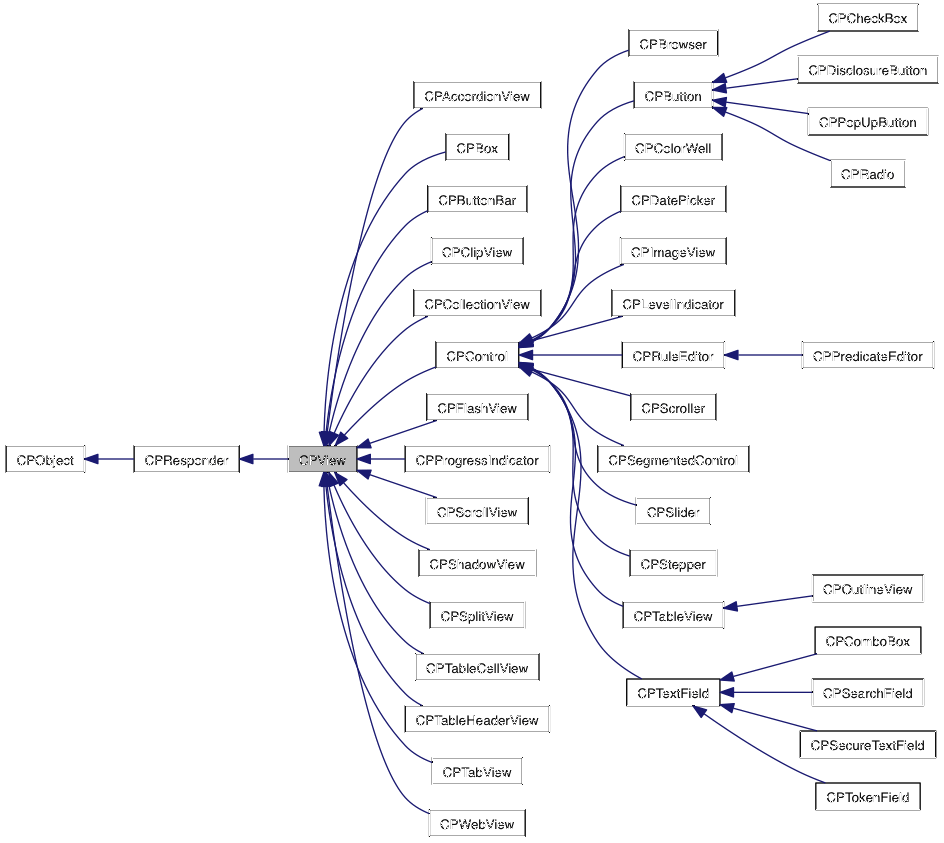 CPObject
CPResponder
CPView
CPAccordionView
CPBox
CPButtonBar
CPClipView
CPCollectionView
CPControl
CPFlashView
CPProgressIndicator
CPScrollView
CPShadowView
CPSplitView
CPTableCellView
CPTableHeaderView
CPTabView
CPWebView
CPBrowser
CPButton
CPColorWell
CPDatePicker
CPImageView
CPLevelIndicator
CPRuleEditor
CPScroller
CPSegmentedControl
CPSlider
CPStepper
CPTableView
CPTextField
CPCheckBox
CPDisclosureButton
CPPopUpButton
CPRadio
CPPredicateEditor
CPOutlineView
CPComboBox
CPSearchField
CPSecureTextField
CPTokenField